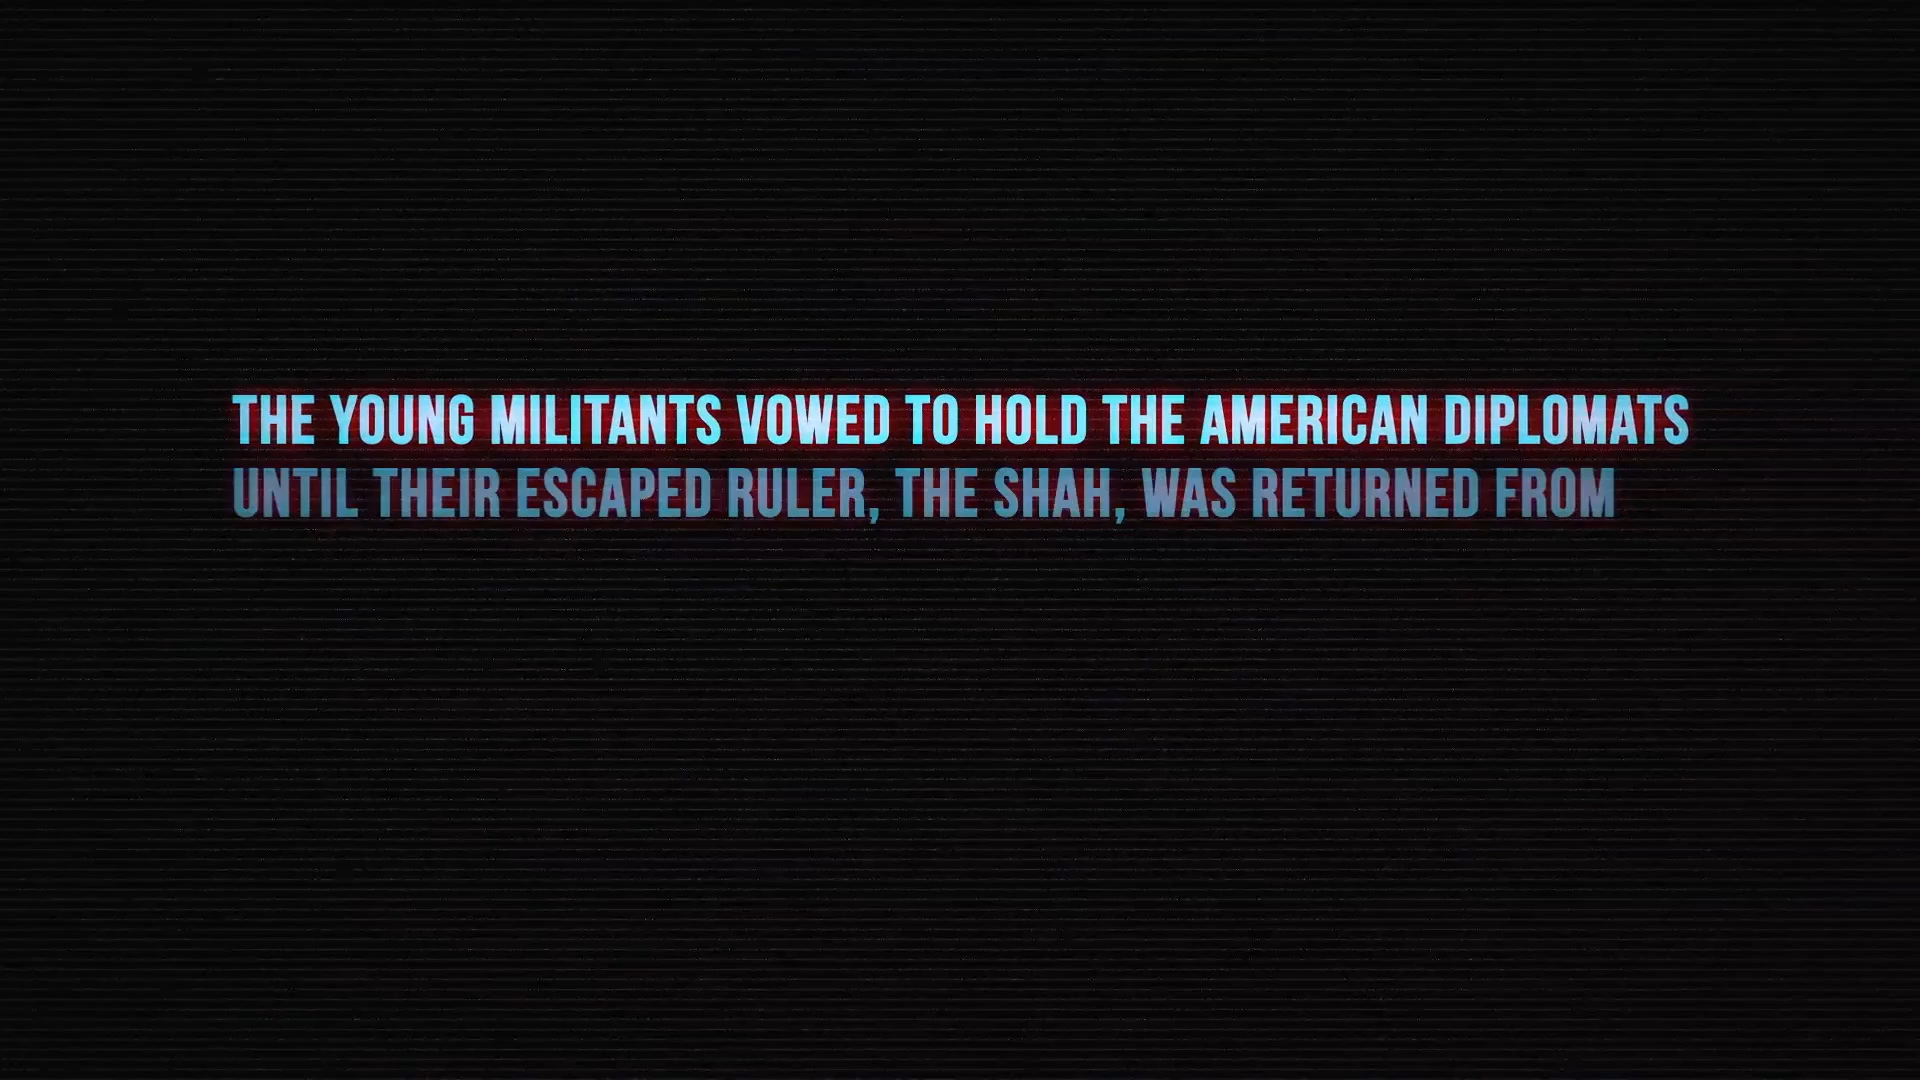 THE YOUNG MILITANTS VOWED TO HOLD THE AMERICAN DIPLOMATS
UNTIL THEIR ESCAPED RULER, THE SHAH, WAS RETURNED FROM